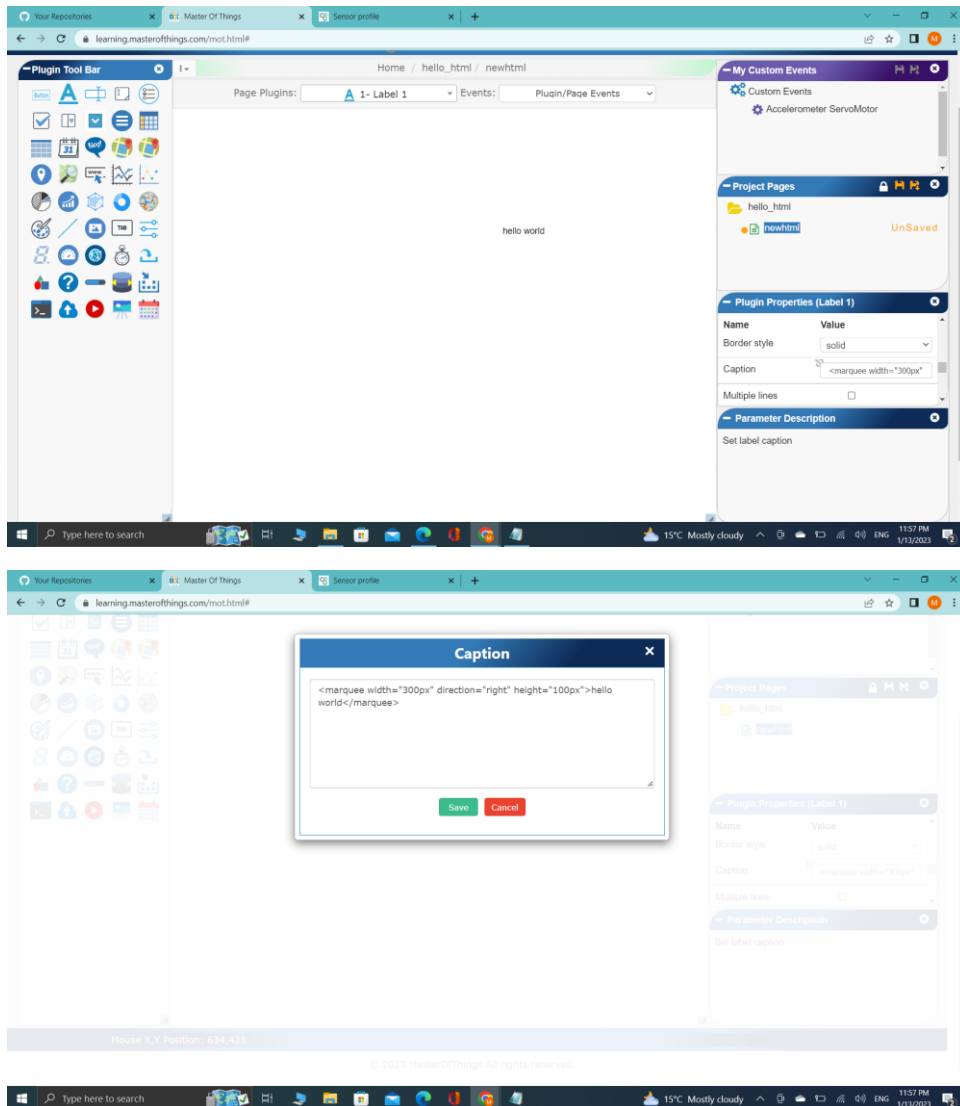 Your Repositories
Master Of Things
Sensor profile
learning.masterofthings.com/mot.html#
Plugin Tool Bar
Home / hello_html / newhtml
Page Plugins: A 1- Label 1 Events: Plugin/Page Events
hello world
My Custom Events
Custom Events
Accelerometer ServoMotor
Project Pages
hello_html
newhtml UnSaved
Plugin Properties (Label 1)
Name Value
Border style solid
Caption <marquee width="300px"
Multiple lines
Parameter Description
Set label caption
Type here to search
15°C Mostly cloudy ENG 11:57 PM
1/13/2023
Your Repositories
Master Of Things
Sensor profile
learning.masterofthings.com/mot.html#
Caption
<marquee width="300px" direction="right" height="100px">hello
world</marquee>
Save Cancel
Project Pages
hello_html
newhtml
Plugin Properties (Label 1)
Name Value
Border style solid
Caption <marquee width="300px"
Multiple lines
Parameter Description
Set label caption
Mouse X,Y Position: 634,421
© 2022 MasterOfThings All rights reserved.
Type here to search
15°C Mostly cloudy ENG 11:57 PM
1/13/2023